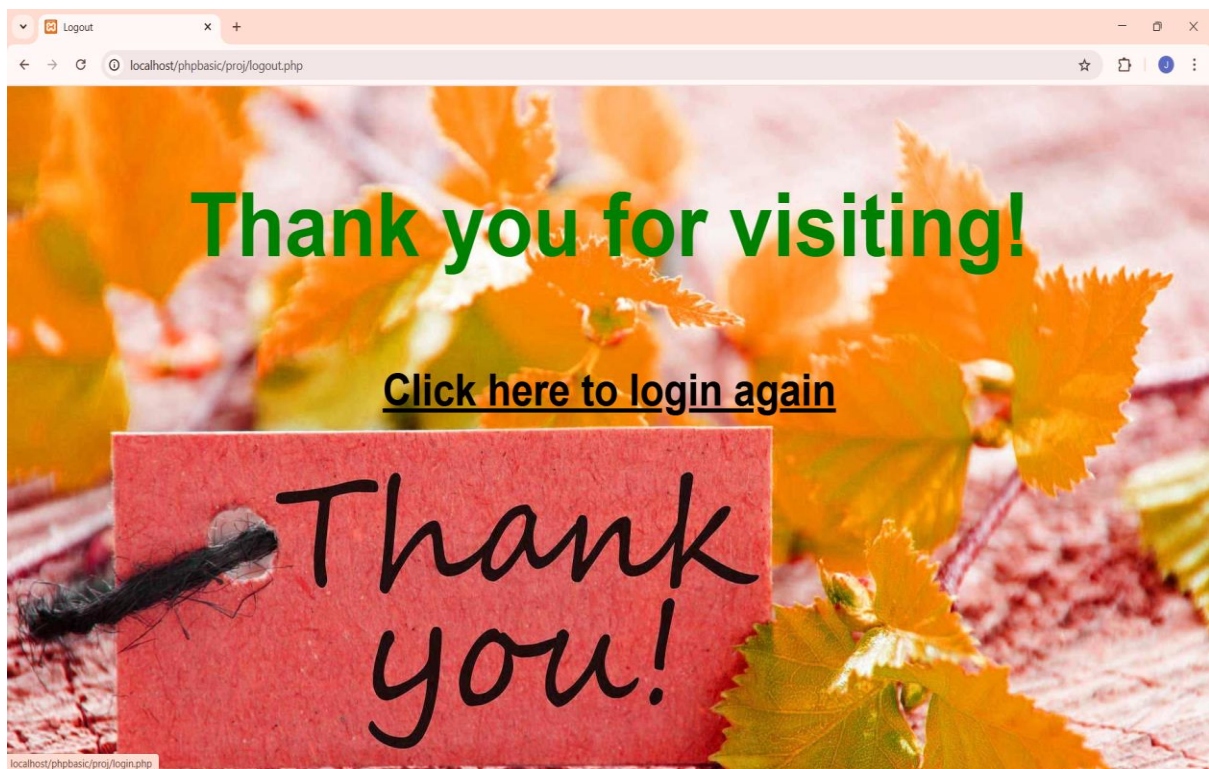 Logout
localhost/phpbasic/proj/logout.php
J
Thank you for visiting!
Click here to login again
Thank
you!
localhost/phpbasic/proj/login.php